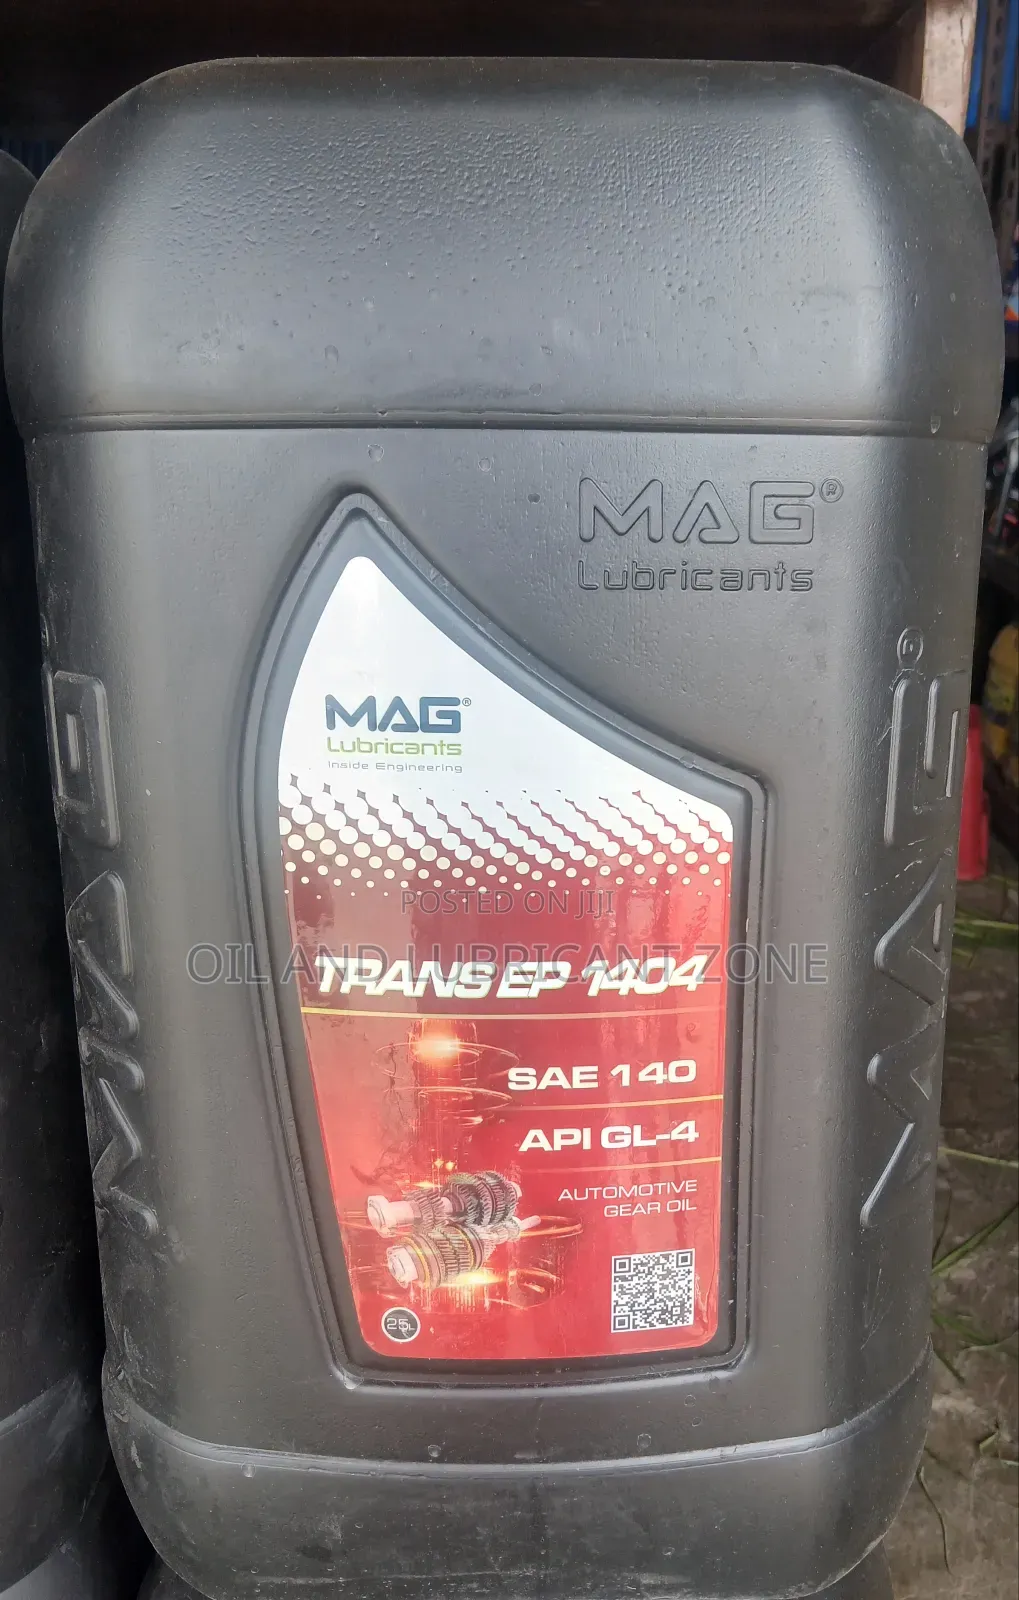 MAG®
Lubricants
MAG®
MAG®
MAG®
Lubricants
Inside Engineering
POSTED ON JIJI
OIL AND LUBRICANT ZONE
TRANS EP 1404
SAE 140
API GL-4
AUTOMOTIVE
GEAR OIL
25L